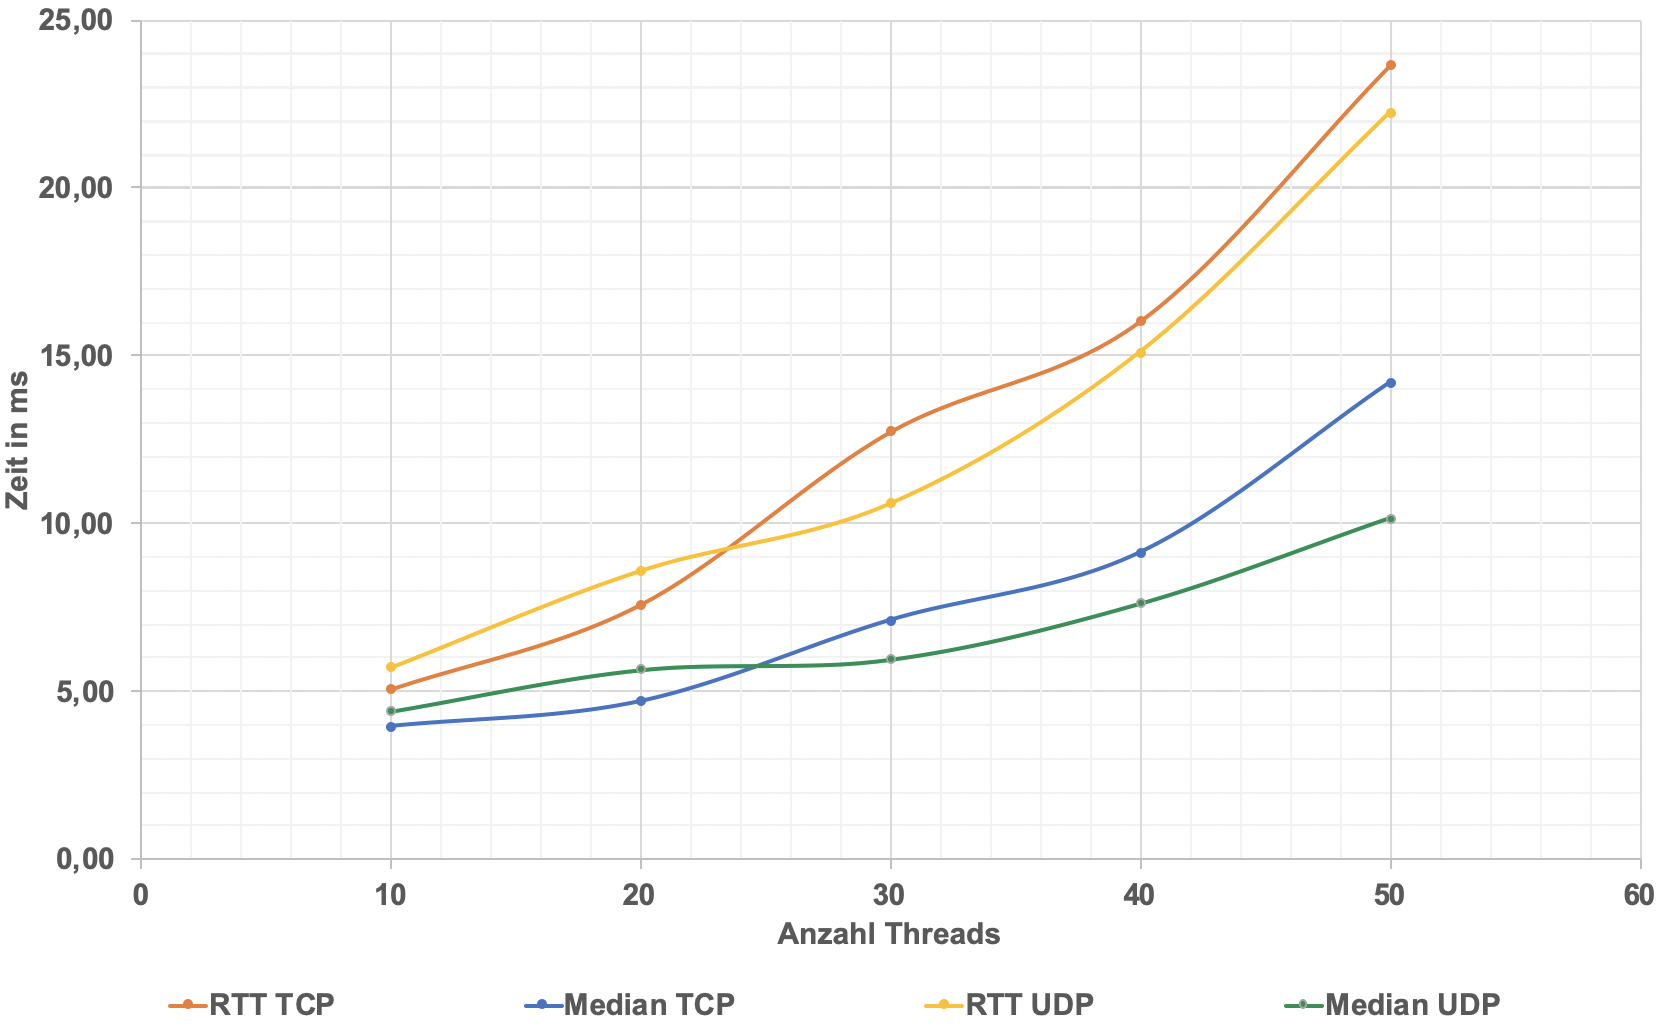 25,00
20,00
15,00
10,00
5,00
0,00
Zeit in ms
0 10 20 30 40 50 60
Anzahl Threads
RTT TCP Median TCP RTT UDP Median UDP